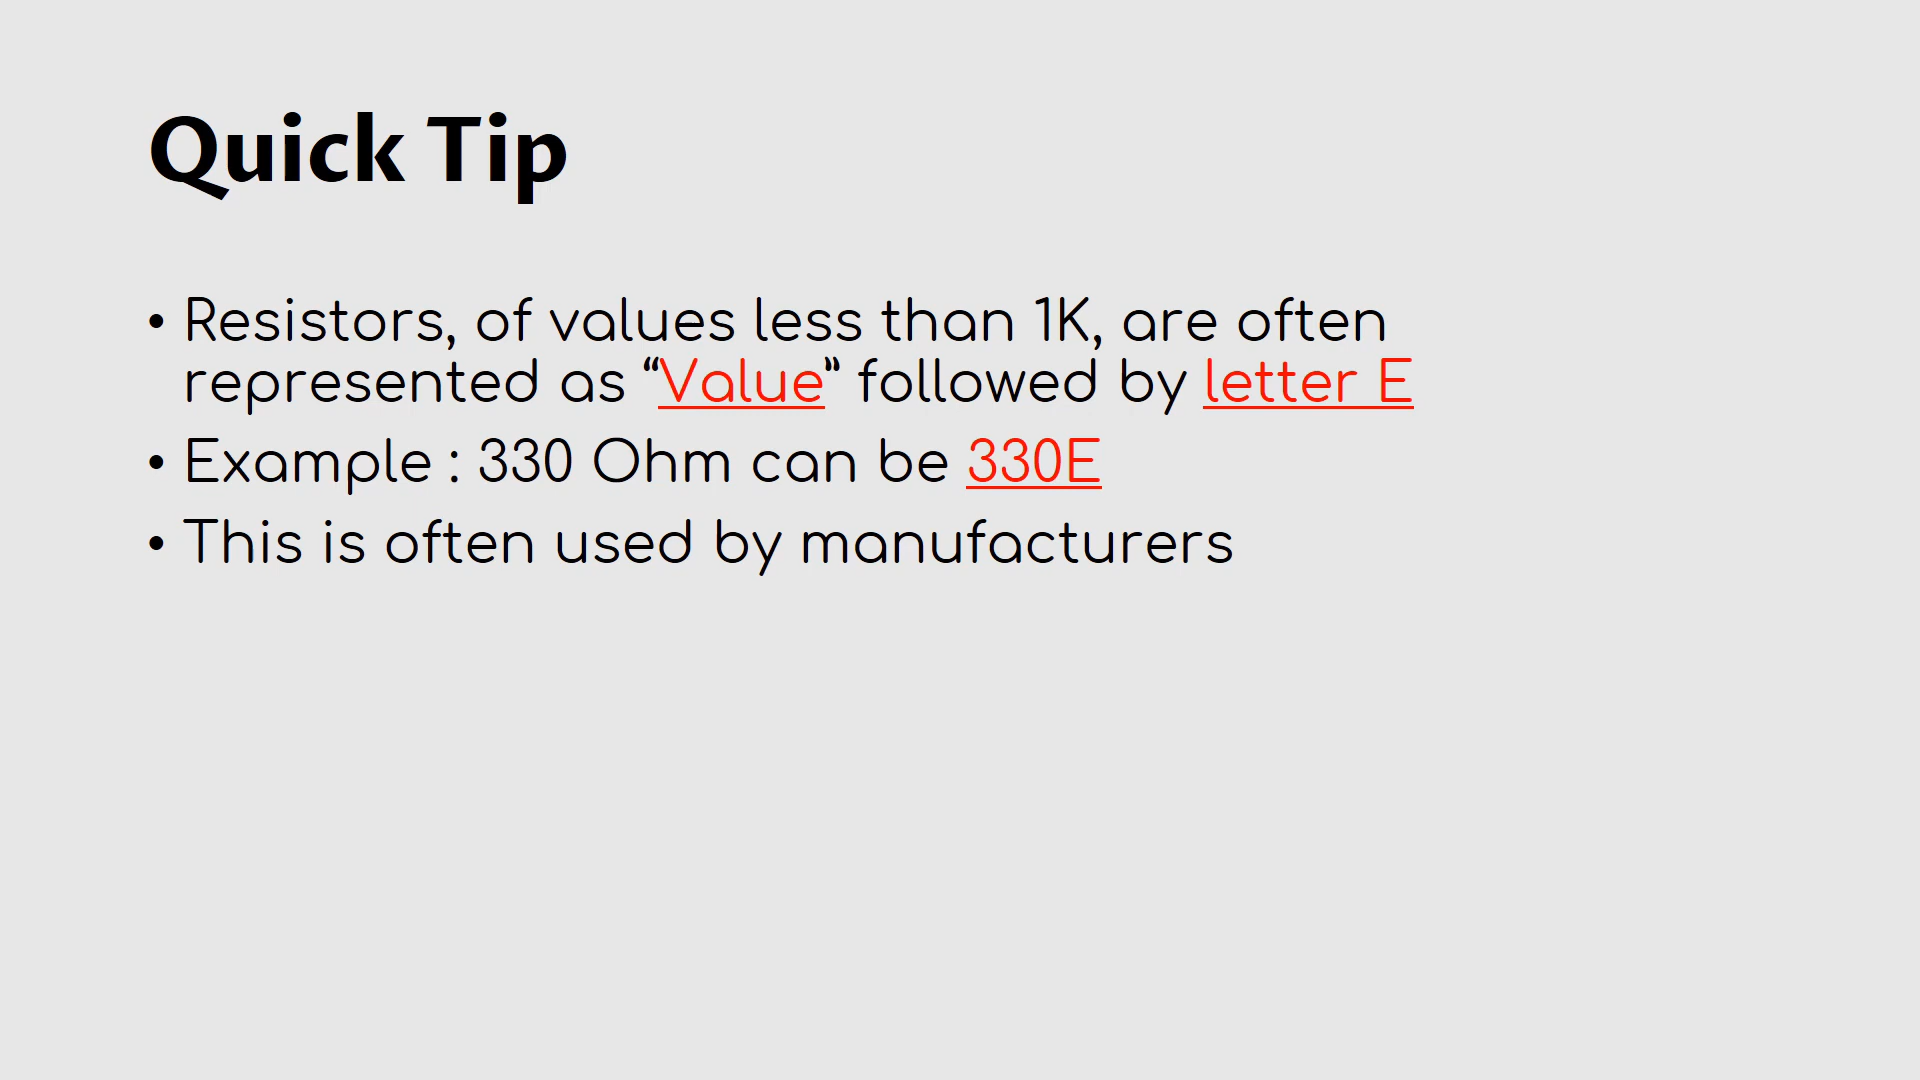 Quick Tip
• Resistors, of values less than 1K, are often
represented as “Value” followed by letter E
• Example : 330 Ohm can be 330E
• This is often used by manufacturers